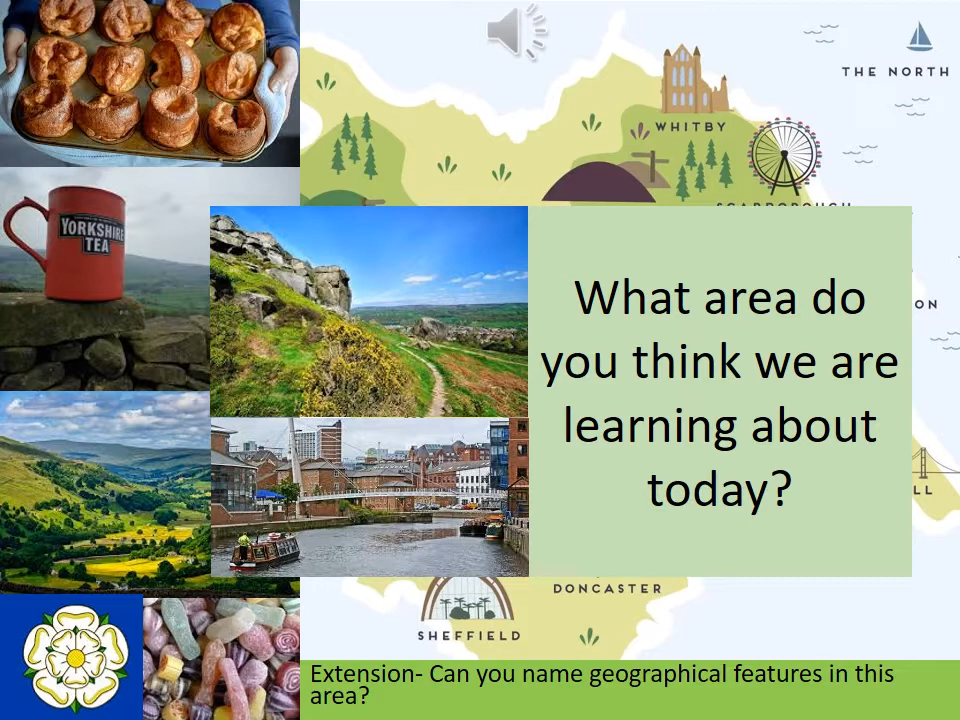 THE NORTH
WHITBY
YORKSHIRE
TEA
What area do
you think we are
learning about
today?
ON
LL
DONCASTER
SHEFFIELD
Extension- Can you name geographical features in this
area?